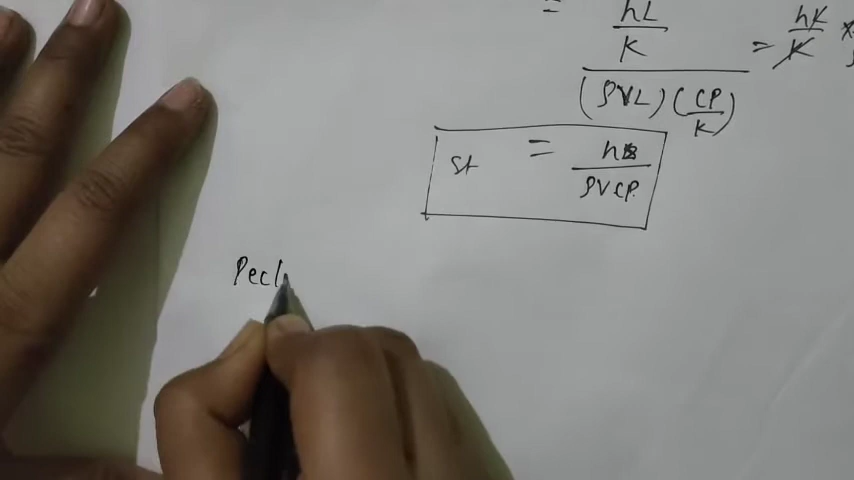 = hL/K / (ρVL)(CP/K) = hK/K *
St = h / ρVCP.
Pecl